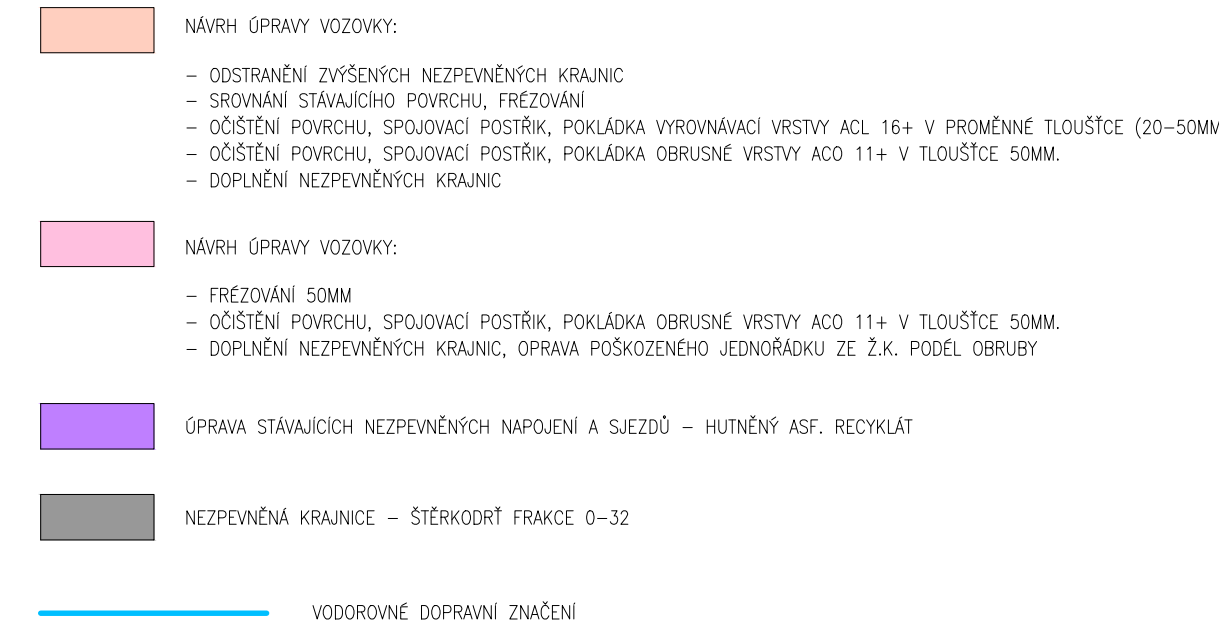 NÁVRH ÚPRAVY VOZOVKY:
– ODSTRANĚNÍ ZVÝŠENÝCH NEZPEVNĚNÝCH KRAJNIC
– SROVNÁNÍ STÁVAJÍCÍHO POVRCHU, FRÉZOVÁNÍ
– OČIŠTĚNÍ POVRCHU, SPOJOVACÍ POSTŘIK, POKLÁDKA VYROVNÁVACÍ VRSTVY ACL 16+ V PROMĚNNÉ TLOUŠŤCE (20–50MM
– OČIŠTĚNÍ POVRCHU, SPOJOVACÍ POSTŘIK, POKLÁDKA OBRUSNÉ VRSTVY ACO 11+ V TLOUŠŤCE 50MM.
– DOPLNĚNÍ NEZPEVNĚNÝCH KRAJNIC
NÁVRH ÚPRAVY VOZOVKY:
– FRÉZOVÁNÍ 50MM
– OČIŠTĚNÍ POVRCHU, SPOJOVACÍ POSTŘIK, POKLÁDKA OBRUSNÉ VRSTVY ACO 11+ V TLOUŠŤCE 50MM.
– DOPLNĚNÍ NEZPEVNĚNÝCH KRAJNIC, OPRAVA POŠKOZENÉHO JEDNOŘÁDKU ZE Ž.K. PODÉL OBRUBY
ÚPRAVA STÁVAJÍCÍCH NEZPEVNĚNÝCH NAPOJENÍ A SJEZDŮ – HUTNĚNÝ ASF. RECYKLÁT
NEZPEVNĚNÁ KRAJNICE – ŠTĚRKODRŤ FRAKCE 0–32
VODOROVNÉ DOPRAVNÍ ZNAČENÍ